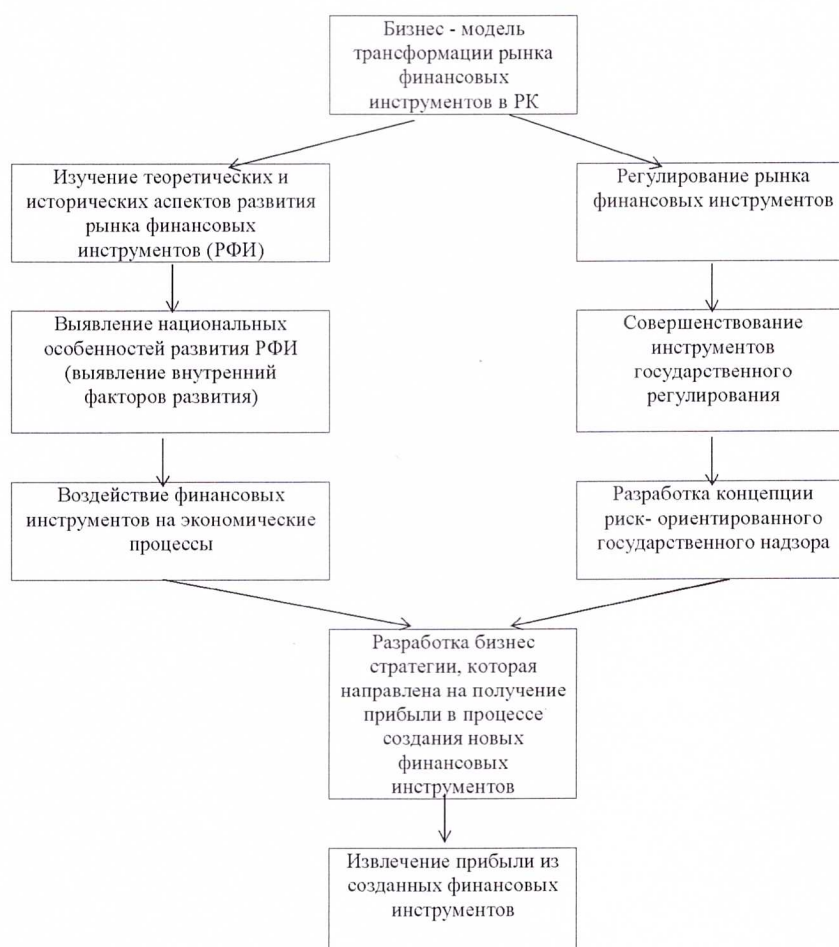 Бизнес - модель
трансформации рынка
финансовых
инструментов в РК
Изучение теоретических и
исторических аспектов развития
рынка финансовых
инструментов (РФИ)
Регулирование рынка
финансовых инструментов
Выявление национальных
особенностей развития РФИ
(выявление внутренний
факторов развития)
Совершенствование
инструментов
государственного
регулирования
Воздействие финансовых
инструментов на экономические
процессы
Разработка концепции
риск- ориентированного
государственного надзора
Разработка бизнес
стратегии, которая
направлена на получение
прибыли в процессе
создания новых
финансовых
инструментов
Извлечение прибыли из
созданных финансовых
инструментов